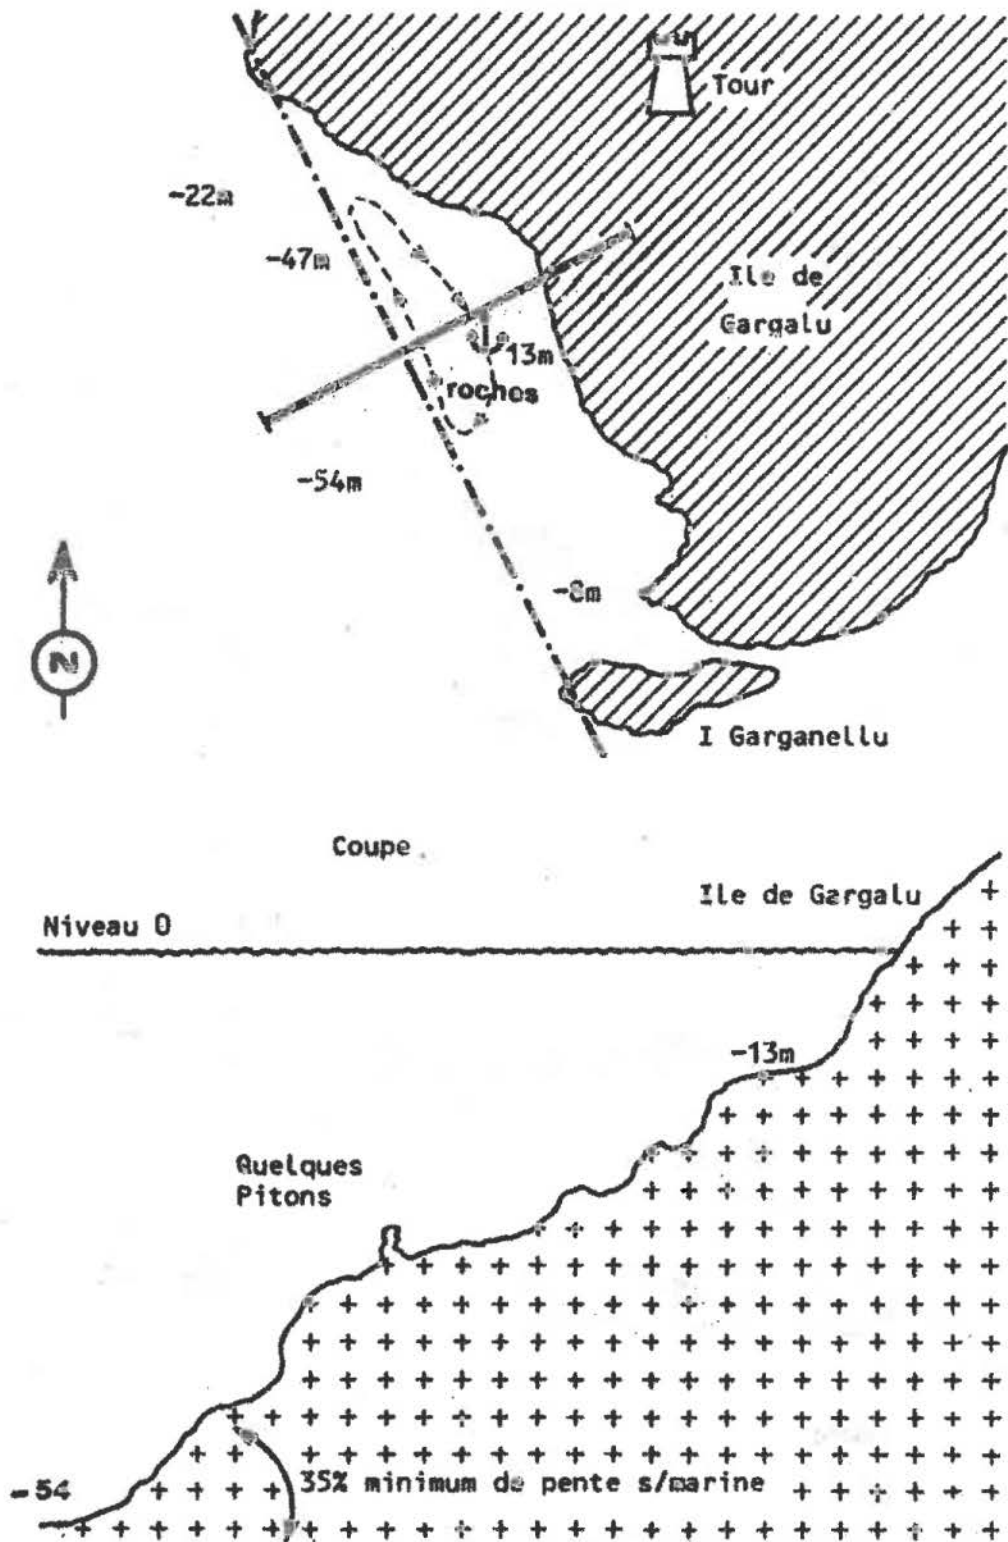 Tour
-22m
-47m
Ile de
Gargalu
13m
roches
-54m
-8m
N
I Garganellu
Coupe
Ile de Gargalu
Niveau 0
-13m
Quelques
Pitons
35% minimum de pente s/marine
-54